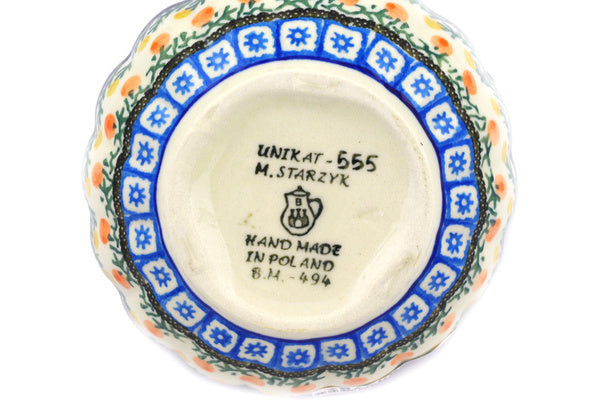 UNIKAT-555
M. STARZYK
B
HAND MADE
IN POLAND
B.M.-494